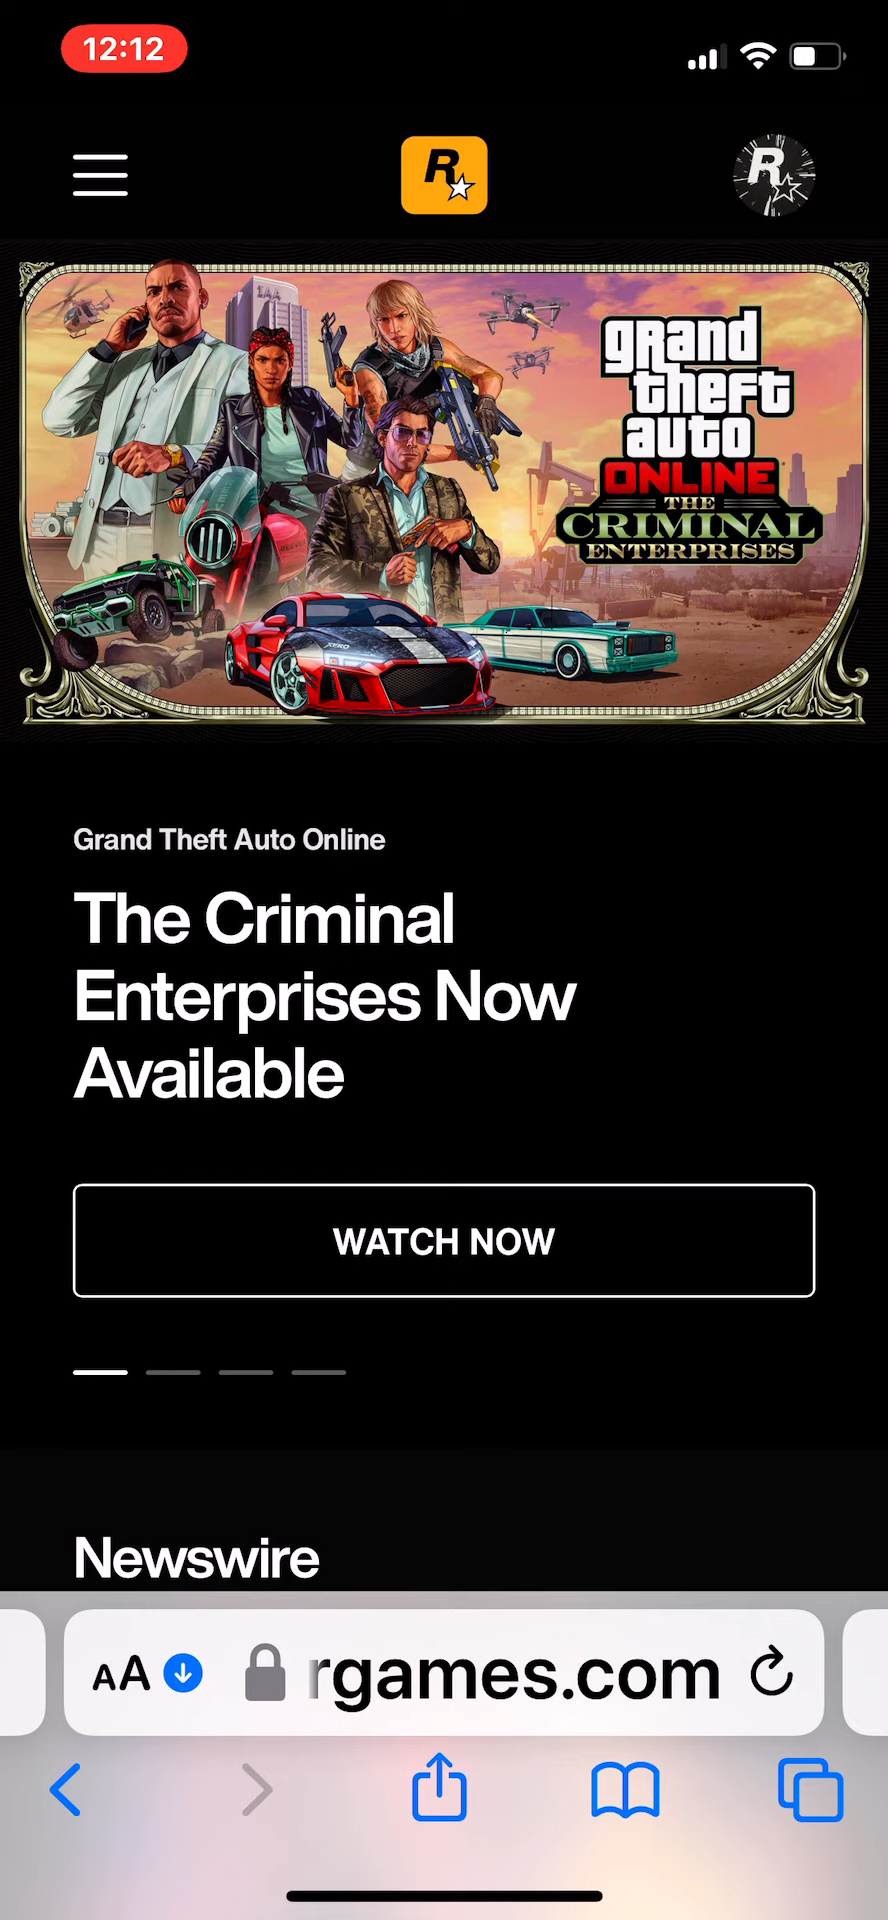 12:12
R
R
grand
theft
auto
ONLINE
THE
CRIMINAL
ENTERPRISES
XERO
Grand Theft Auto Online
The Criminal
Enterprises Now
Available
WATCH NOW
Newswire
AA
rgames.com